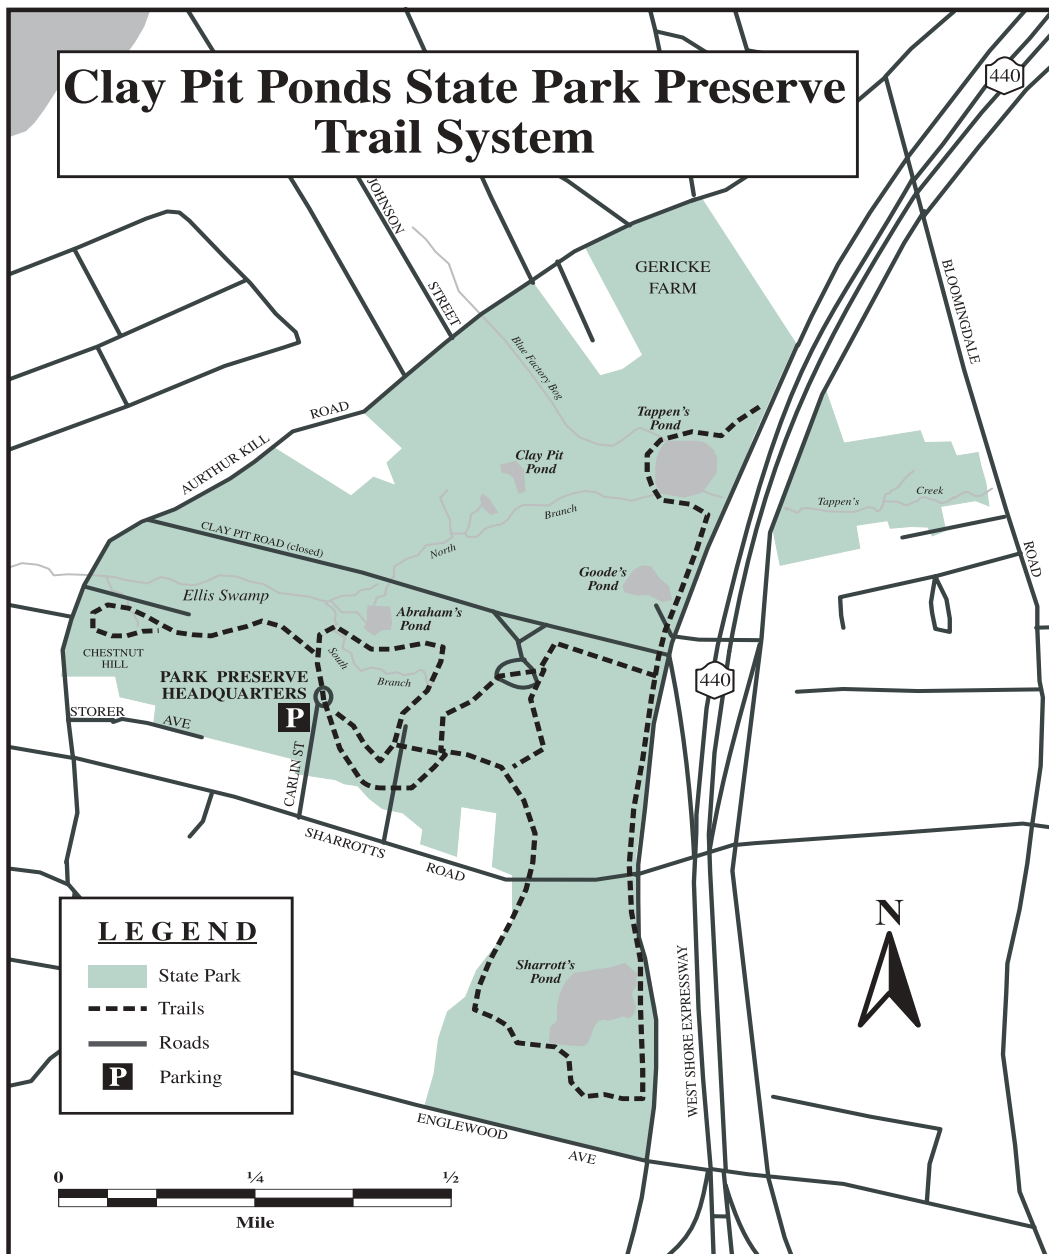 Clay Pit Ponds State Park Preserve
Trail System
440
JOHNSON
STREET
GERICKE
FARM
BLOOMINGDALE
ROAD
Blue Factory Bog
Tappen's
Pond
ROAD
AURTHUR KILL
Clay Pit
Pond
Tappen's
Creek
Branch
North
CLAY PIT ROAD (closed)
Goode's
Pond
Ellis Swamp
Abraham's
Pond
CHESTNUT
HILL
South
Branch
PARK PRESERVE
HEADQUARTERS
P
440
STORER
AVE
CARLIN ST
SHARROTTS
ROAD
N
LEGEND
State Park
Trails
Roads
P
Parking
Sharrott's
Pond
WEST SHORE EXPRESSWAY
ENGLEWOOD
AVE
0
¼
½
Mile